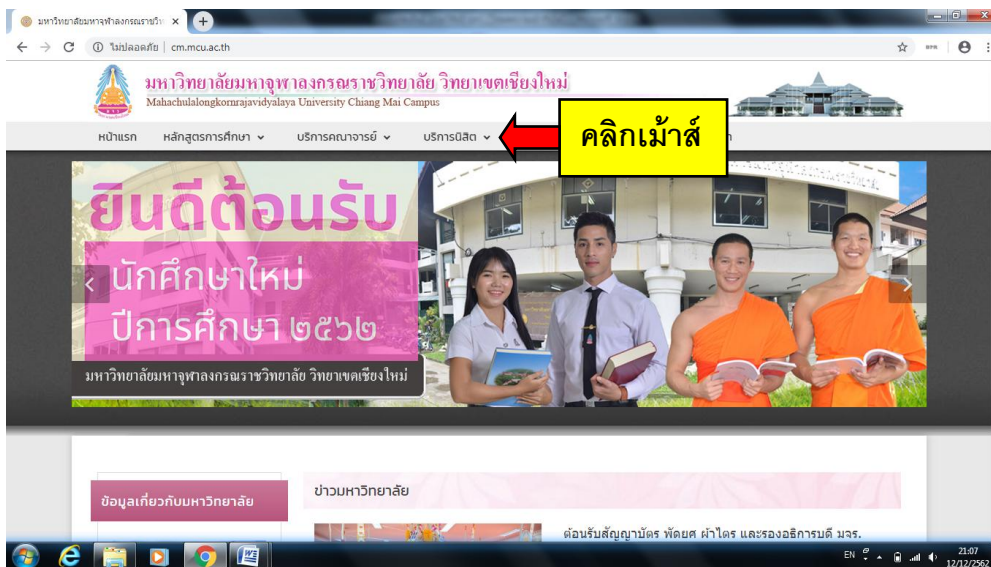 มหาวิทยาลัยมหาจุฬาลงกรณราชวิท
ไม่ปลอดภัย | cm.mcu.ac.th
มหาวิทยาลัยมหาจุฬาลงกรณราชวิทยาลัย วิทยาเขตเชียงใหม่
Mahachulalongkornrajavidyalaya University Chiang Mai Campus
หน้าแรก หลักสูตรการศึกษา บริการคณาจารย์ บริการนิสิต
คลิกเม้าส์
ยินดีต้อนรับ
นักศึกษาใหม่
ปีการศึกษา ๒๕๖๒
มหาวิทยาลัยมหาจุฬาลงกรณราชวิทยาลัย วิทยาเขตเชียงใหม่
ข้อมูลเกี่ยวกับมหาวิทยาลัย
ข่าวมหาวิทยาลัย
ต้อนรับสัญญาบัตร พัดยศ ผ้าไตร และรองอธิการบดี มจร.
EN
21:07
12/12/2562